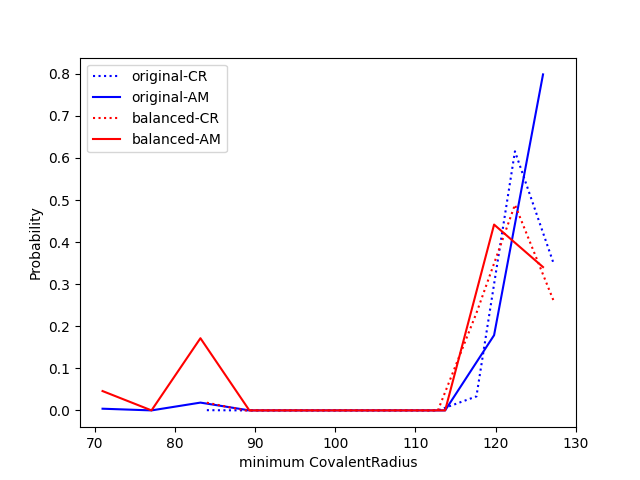 original-CR
original-AM
balanced-CR
balanced-AM
Probability
0.8
0.7
0.6
0.5
0.4
0.3
0.2
0.1
0.0
70 80 90 100 110 120 130
minimum CovalentRadius